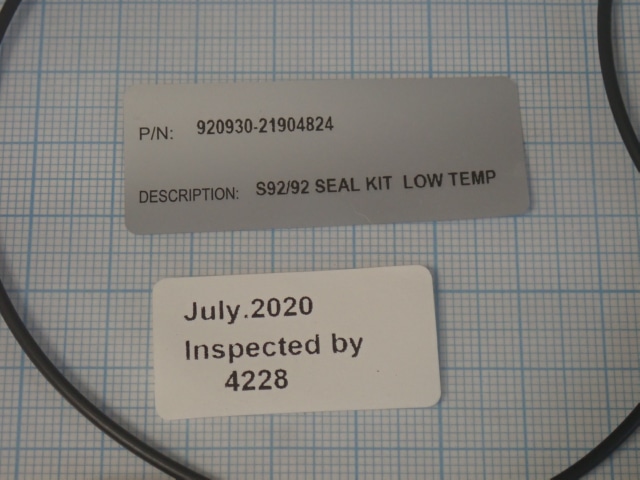 P/N: 920930-21904824
DESCRIPTION: S92/92 SEAL KIT LOW TEMP
July.2020
Inspected by
4228